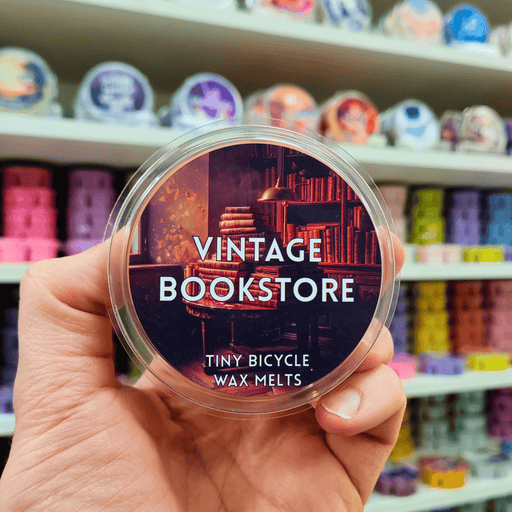 VINTAGE
BOOKSTORE
TINY BICYCLE
WAX MELTS